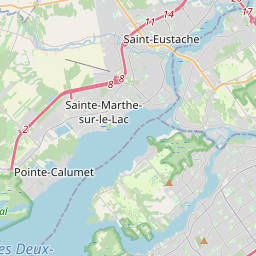 11
14
17
Saint-Eustache
8
8
Sainte-Marthe-
sur-le-Lac
2
Pointe-Calumet
es Deux-